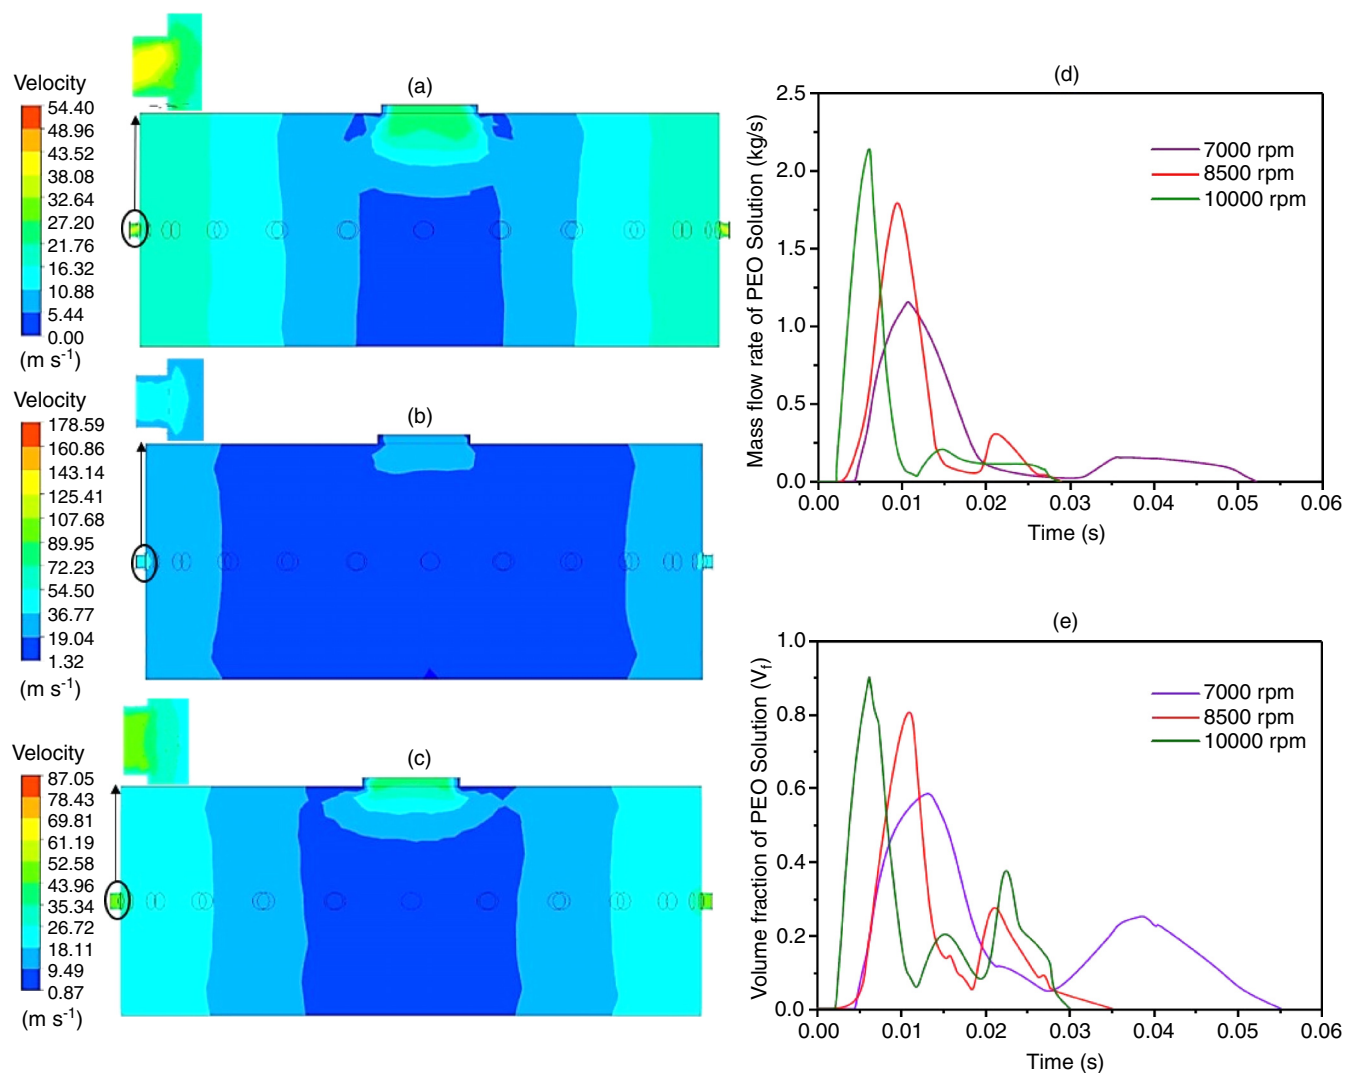 (a)
Velocity
54.40
48.96
43.52
38.08
32.64
27.20
21.76
16.32
10.88
5.44
0.00
(m s⁻¹)
(b)
Velocity
178.59
160.86
143.14
125.41
107.68
89.95
72.23
54.50
36.77
19.04
1.32
(m s⁻¹)
(c)
Velocity
87.05
78.43
69.81
61.19
52.58
43.96
35.34
26.72
18.11
9.49
0.87
(m s⁻¹)
(d)
Mass flow rate of PEO Solution (kg/s)
2.5
2.0
1.5
1.0
0.5
0.0
7000 rpm
8500 rpm
10000 rpm
0.00 0.01 0.02 0.03 0.04 0.05 0.06
Time (s)
(e)
Volume fraction of PEO Solution (V_f)
1.0
0.8
0.6
0.4
0.2
0.0
7000 rpm
8500 rpm
10000 rpm
0.00 0.01 0.02 0.03 0.04 0.05 0.06
Time (s)